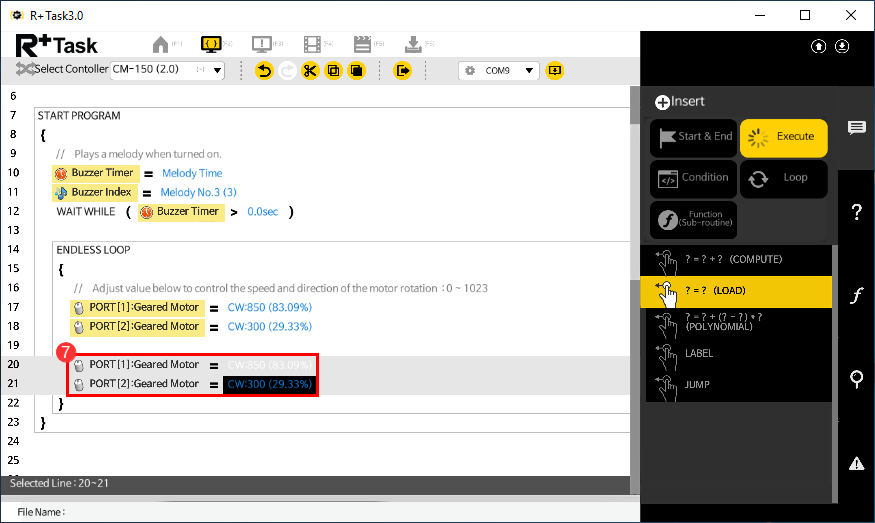 R+Task3.0
R+Task (F1) (F2) (F3) (F4) (F5) (F6)
Select Contoller CM-150 (2.0) COM9
6
7 START PROGRAM
8 {
9 // Plays a melody when turned on.
10 Buzzer Timer = Melody Time
11 Buzzer Index = Melody No.3 (3)
12 WAIT WHILE ( Buzzer Timer > 0.0sec )
13
14 ENDLESS LOOP
15 {
16 // Adjust value below to control the speed and direction of the motor rotation :0 ~ 1023
17 PORT[1]:Geared Motor = CW:850 (83.09%)
18 PORT[2]:Geared Motor = CW:300 (29.33%)
19
7
20 PORT[1]:Geared Motor = CW:850 (83.09%)
21 PORT[2]:Geared Motor = CW:300 (29.33%)
22 }
23 }
24
25
Selected Line : 20~21
File Name :
Insert
Start & End
Execute
Condition
Loop
Function
(Sub-routine)
? = ? + ? (COMPUTE)
? = ? (LOAD)
? = ? + (? - ?) * ?
(POLYNOMIAL)
LABEL
JUMP